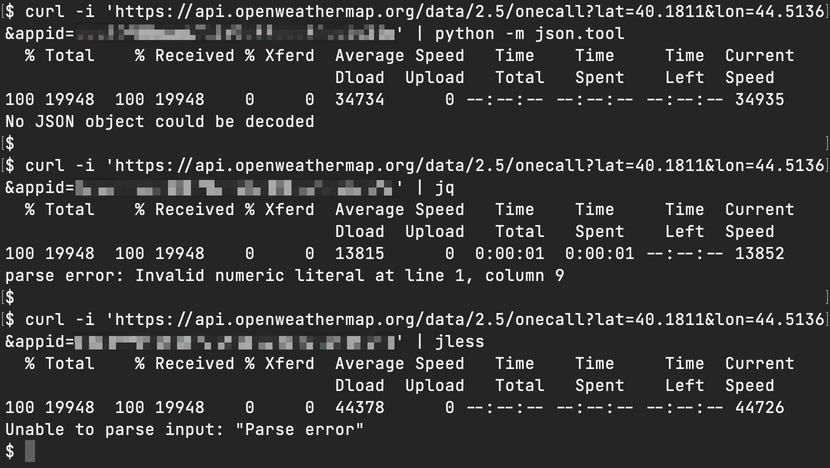 $ curl -i 'https://api.openweathermap.org/data/2.5/onecall?lat=40.1811&lon=44.5136
&appid= ' | python -m json.tool
% Total % Received % Xferd Average Speed Time Time Time Current
Dload Upload Total Spent Left Speed
100 19948 100 19948 0 0 34734 0 --:--:-- --:--:-- --:--:-- 34935
No JSON object could be decoded
$
$ curl -i 'https://api.openweathermap.org/data/2.5/onecall?lat=40.1811&lon=44.5136
&appid= ' | jq
% Total % Received % Xferd Average Speed Time Time Time Current
Dload Upload Total Spent Left Speed
100 19948 100 19948 0 0 13815 0 0:00:01 0:00:01 --:--:-- 13852
parse error: Invalid numeric literal at line 1, column 9
$
$ curl -i 'https://api.openweathermap.org/data/2.5/onecall?lat=40.1811&lon=44.5136
&appid= ' | jless
% Total % Received % Xferd Average Speed Time Time Time Current
Dload Upload Total Spent Left Speed
100 19948 100 19948 0 0 44378 0 --:--:-- --:--:-- --:--:-- 44726
Unable to parse input: "Parse error"
$